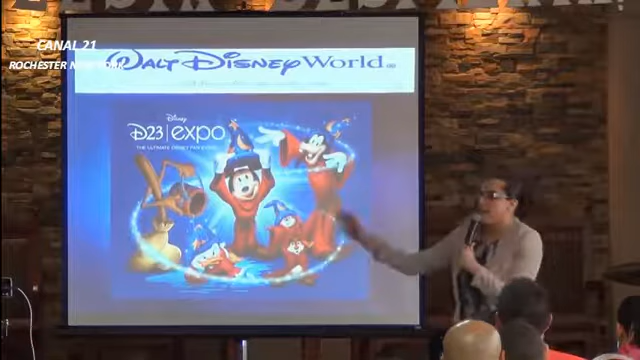 CANAL 21
ROCHESTER NEW YORK
WALT DISNEY World
Disney
D23 expo
THE ULTIMATE DISNEY FAN EVENT